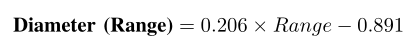 Diameter (Range) = 0.206 × Range − 0.891